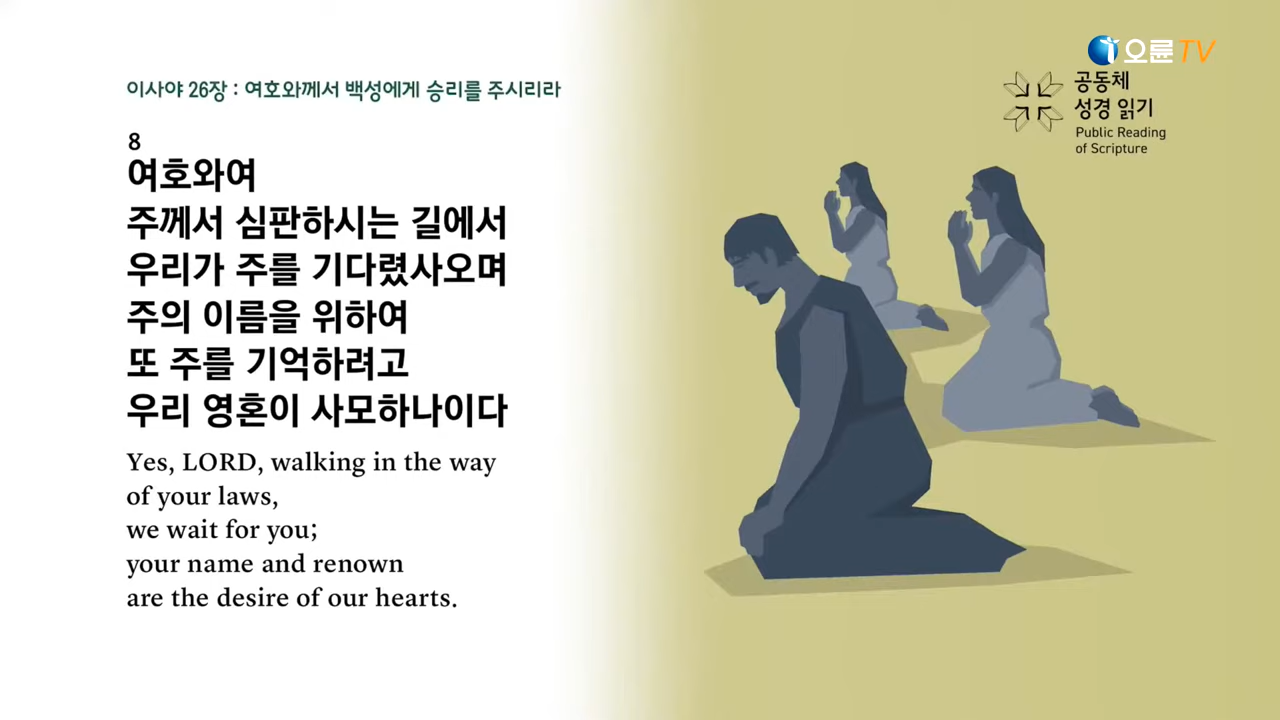 이사야 26장 : 여호와께서 백성에게 승리를 주시리라
8
여호와여
주께서 심판하시는 길에서
우리가 주를 기다렸사오며
주의 이름을 위하여
또 주를 기억하려고
우리 영혼이 사모하나이다
Yes, LORD, walking in the way
of your laws,
we wait for you;
your name and renown
are the desire of our hearts.
오륜TV
공동체
성경 읽기
Public Reading
of Scripture